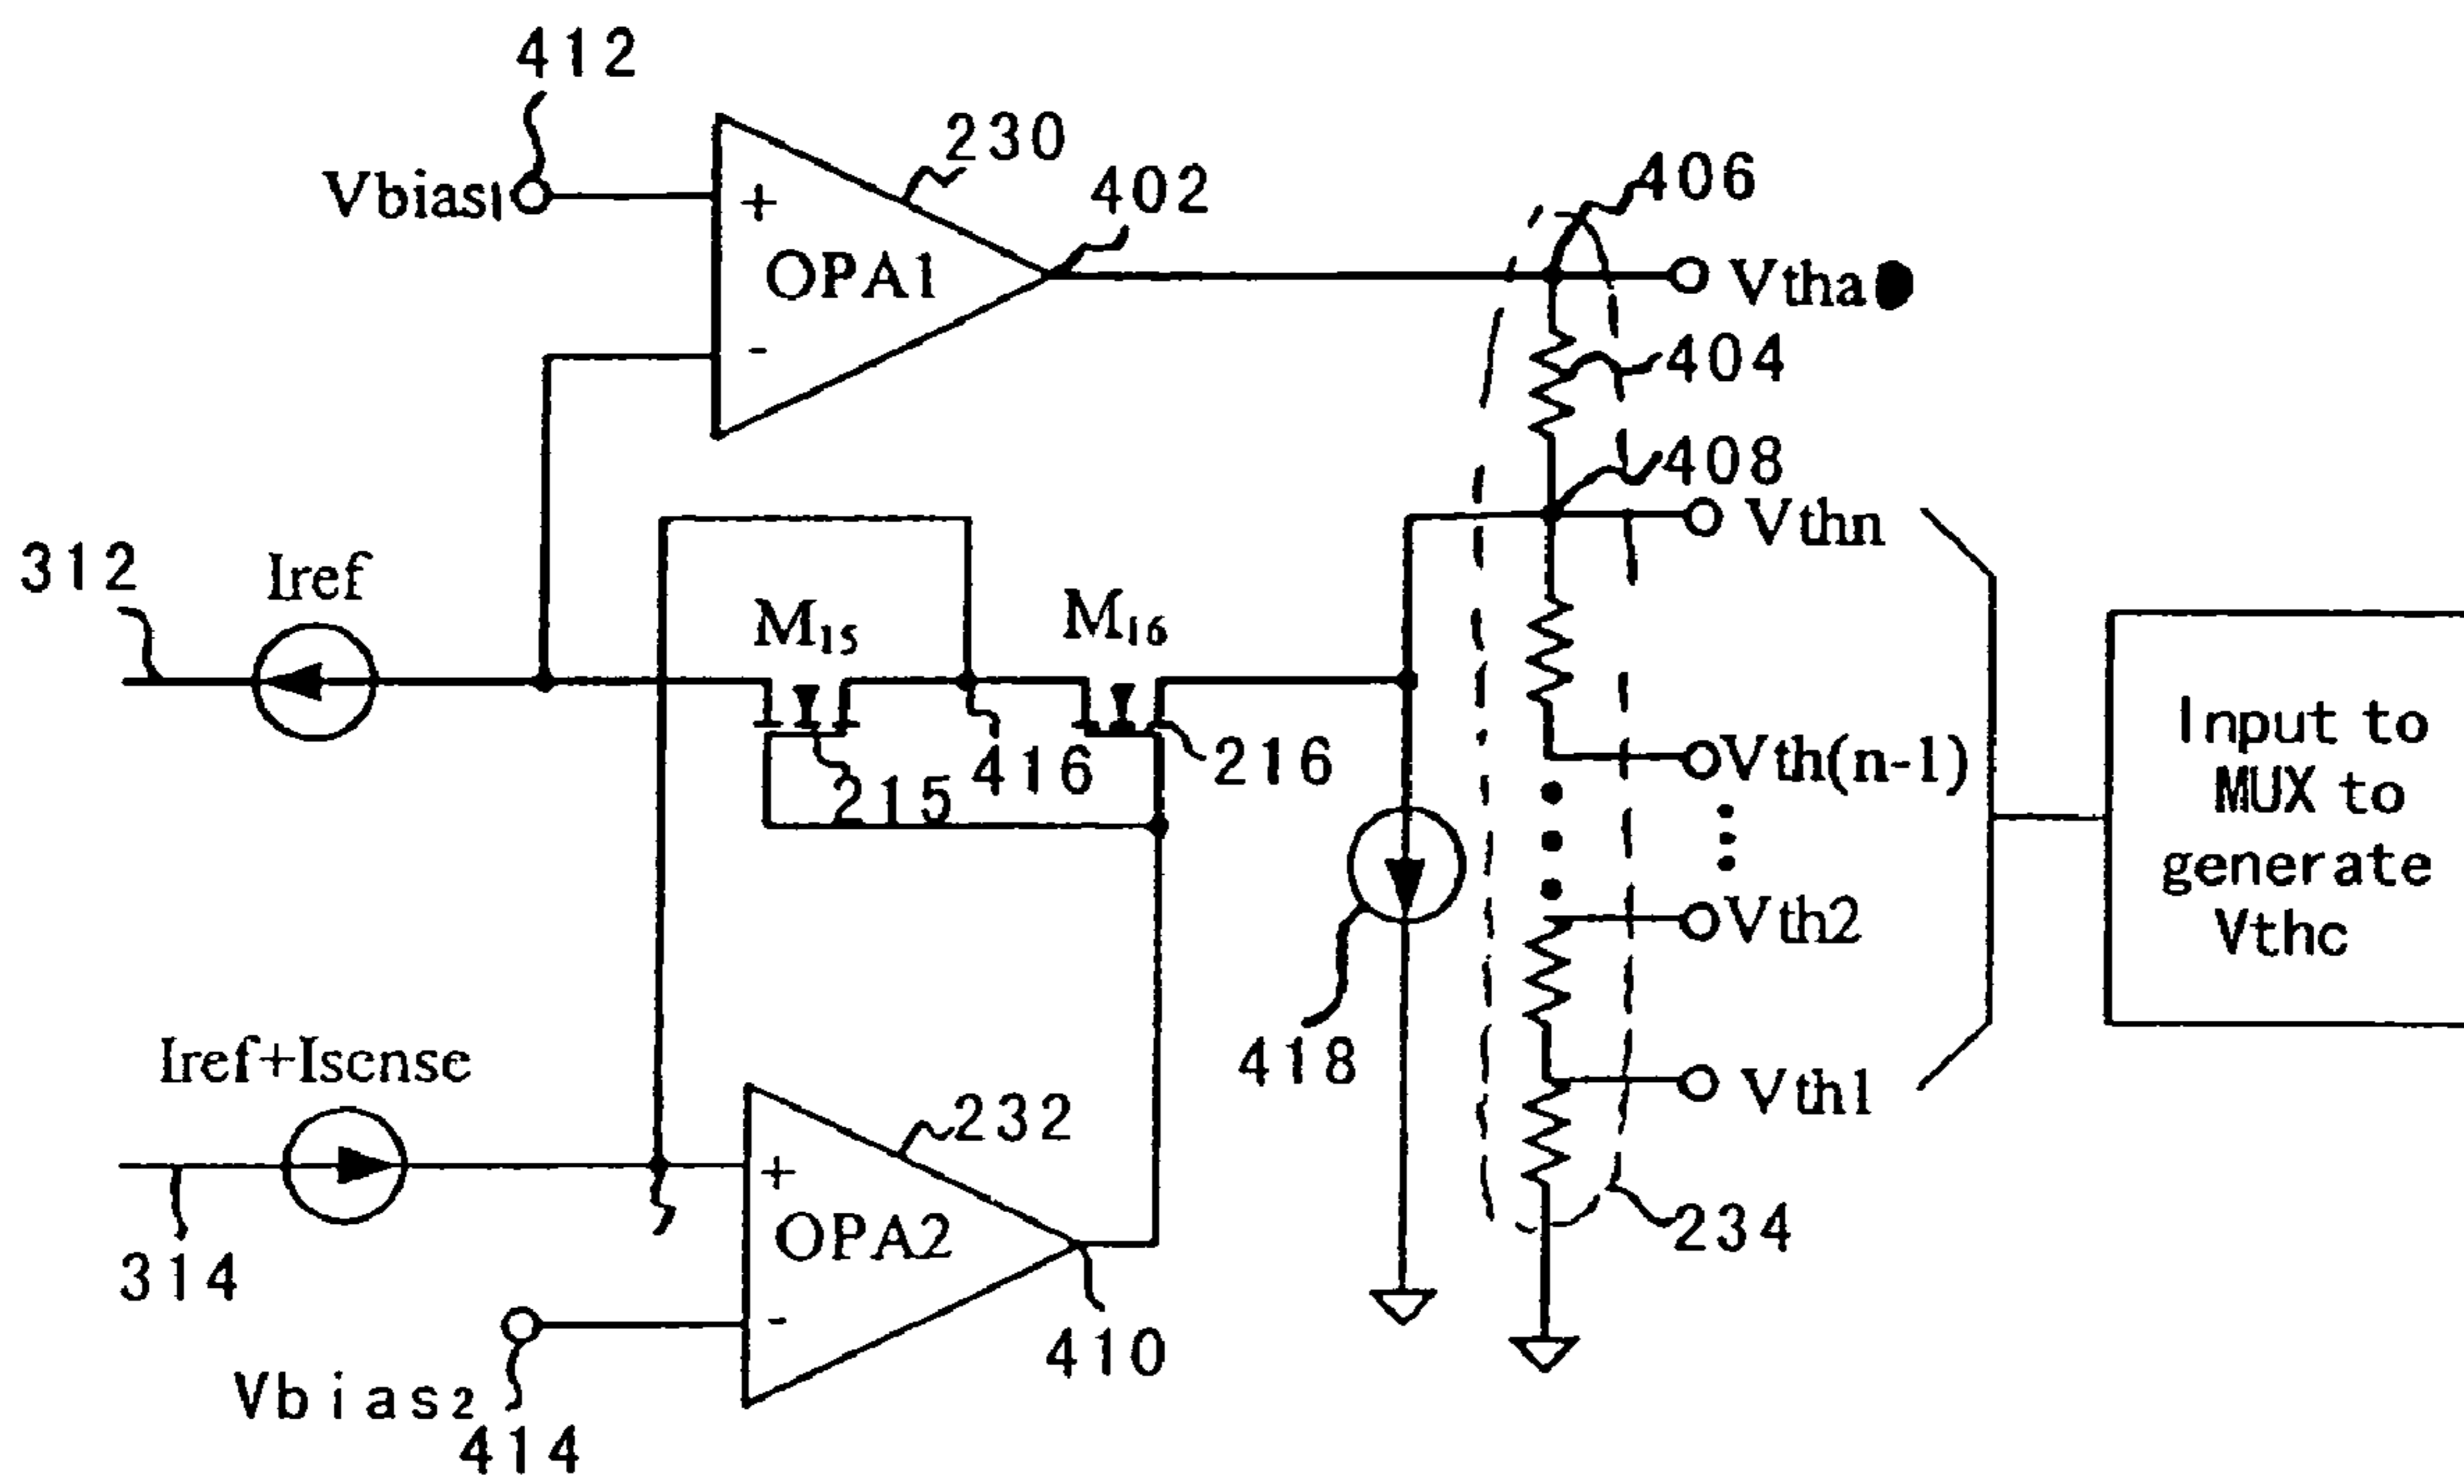 412
230
402
406
Vbias1
+
OPA1
-
Vtha
404
408
Vthn
312
Iref
M15
M16
416
216
215
Vth(n-1)
Input to
MUX to
generate
Vthc
Vth2
418
Iref+Isense
232
Vth1
+
OPA2
-
234
314
410
Vbias2
414